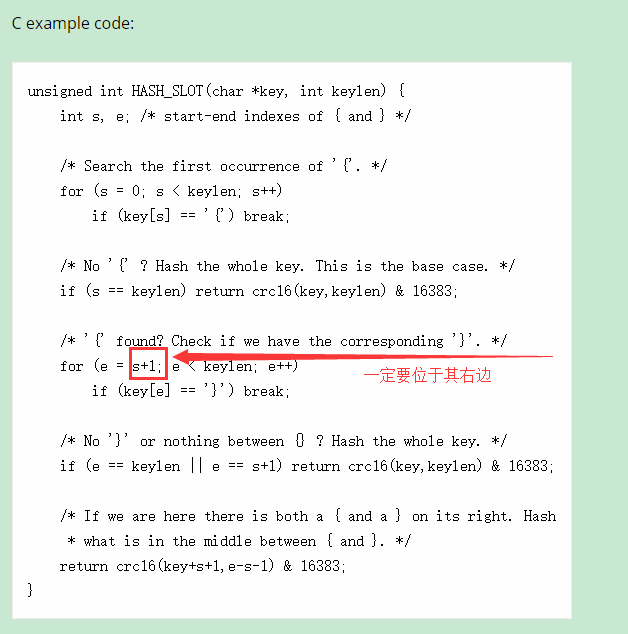 C example code:
unsigned int HASH_SLOT(char *key, int keylen) {
    int s, e; /* start-end indexes of { and } */
    /* Search the first occurrence of '{'. */
    for (s = 0; s < keylen; s++)
        if (key[s] == '{') break;
    /* No '{' ? Hash the whole key. This is the base case. */
    if (s == keylen) return crc16(key,keylen) & 16383;
    /* '{' found? Check if we have the corresponding '}'. */
    for (e = s+1; e < keylen; e++)
一定要位于其右边
        if (key[e] == '}') break;
    /* No '}' or nothing between {} ? Hash the whole key. */
    if (e == keylen || e == s+1) return crc16(key,keylen) & 16383;
    /* If we are here there is both a { and a } on its right. Hash
     * what is in the middle between { and }. */
    return crc16(key+s+1,e-s-1) & 16383;
}